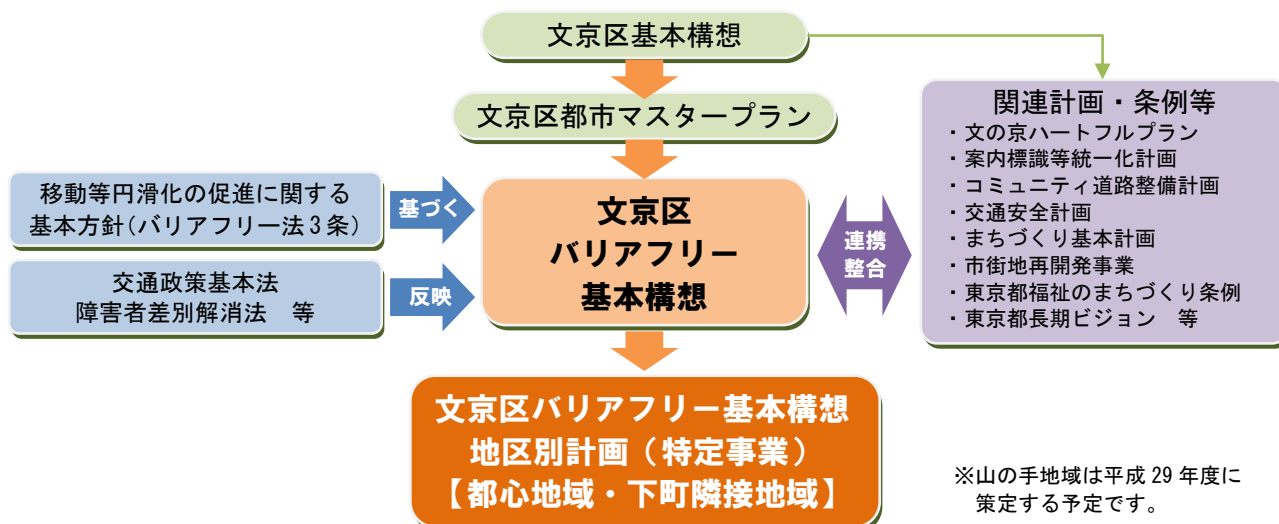 文京区基本構想
文京区都市マスタープラン
移動等円滑化の促進に関する
基本方針(バリアフリー法3条)
基づく
交通政策基本法
障害者差別解消法　等
反映
文京区
バリアフリー
基本構想
連携
整合
関連計画・条例等
・文の京ハートフルプラン
・案内標識等統一化計画
・コミュニティ道路整備計画
・交通安全計画
・まちづくり基本計画
・市街地再開発事業
・東京都福祉のまちづくり条例
・東京都長期ビジョン　等
文京区バリアフリー基本構想
地区別計画（特定事業）
【都心地域・下町隣接地域】
※山の手地域は平成29年度に
策定する予定です。